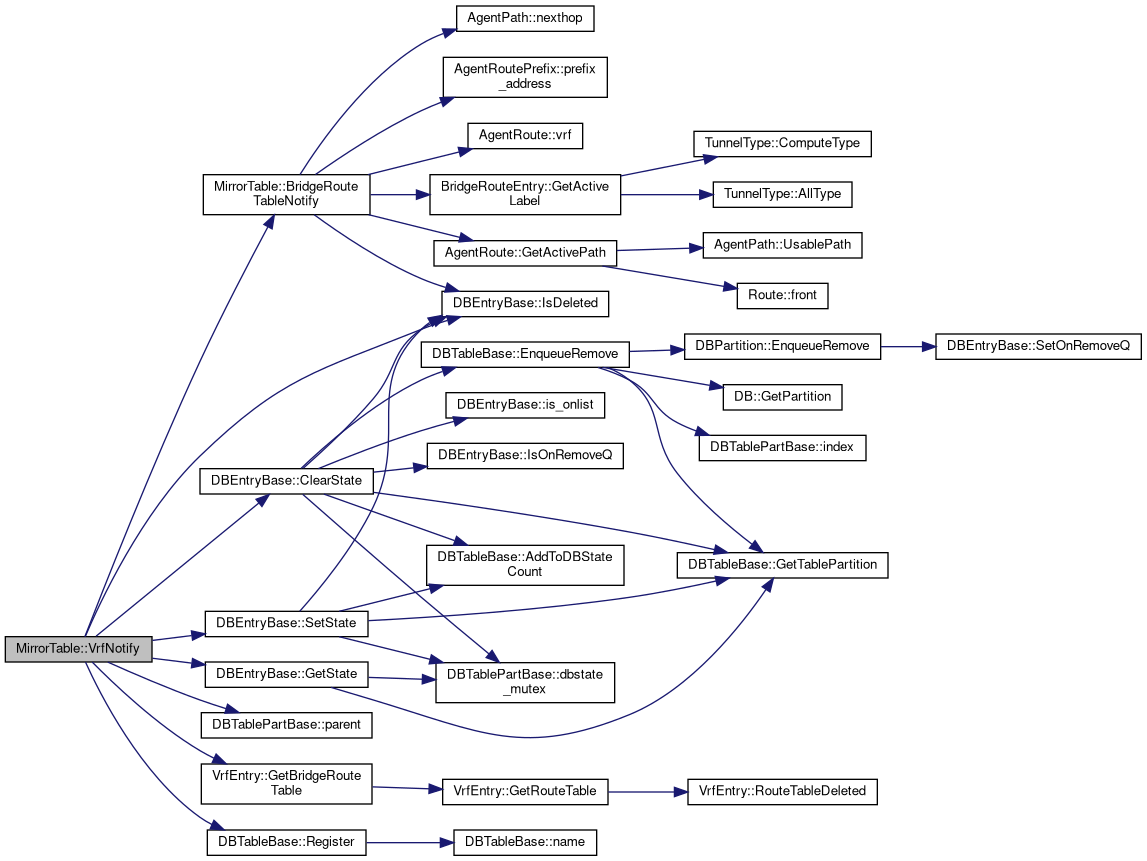 AgentPath::nexthop
AgentRoutePrefix::prefix
_address
AgentRoute::vrf
TunnelType::ComputeType
MirrorTable::BridgeRoute
TableNotify
BridgeRouteEntry::GetActive
Label
TunnelType::AllType
AgentRoute::GetActivePath
AgentPath::UsablePath
Route::front
DBEntryBase::IsDeleted
DBTableBase::EnqueueRemove
DBPartition::EnqueueRemove
DBEntryBase::SetOnRemoveQ
DB::GetPartition
DBEntryBase::is_onlist
DBTablePartBase::index
DBEntryBase::IsOnRemoveQ
DBEntryBase::ClearState
DBTableBase::AddToDBState
Count
DBTableBase::GetTablePartition
DBEntryBase::SetState
MirrorTable::VrfNotify
DBEntryBase::GetState
DBTablePartBase::dbstate
_mutex
DBTablePartBase::parent
VrfEntry::GetBridgeRoute
Table
VrfEntry::GetRouteTable
VrfEntry::RouteTableDeleted
DBTableBase::Register
DBTableBase::name